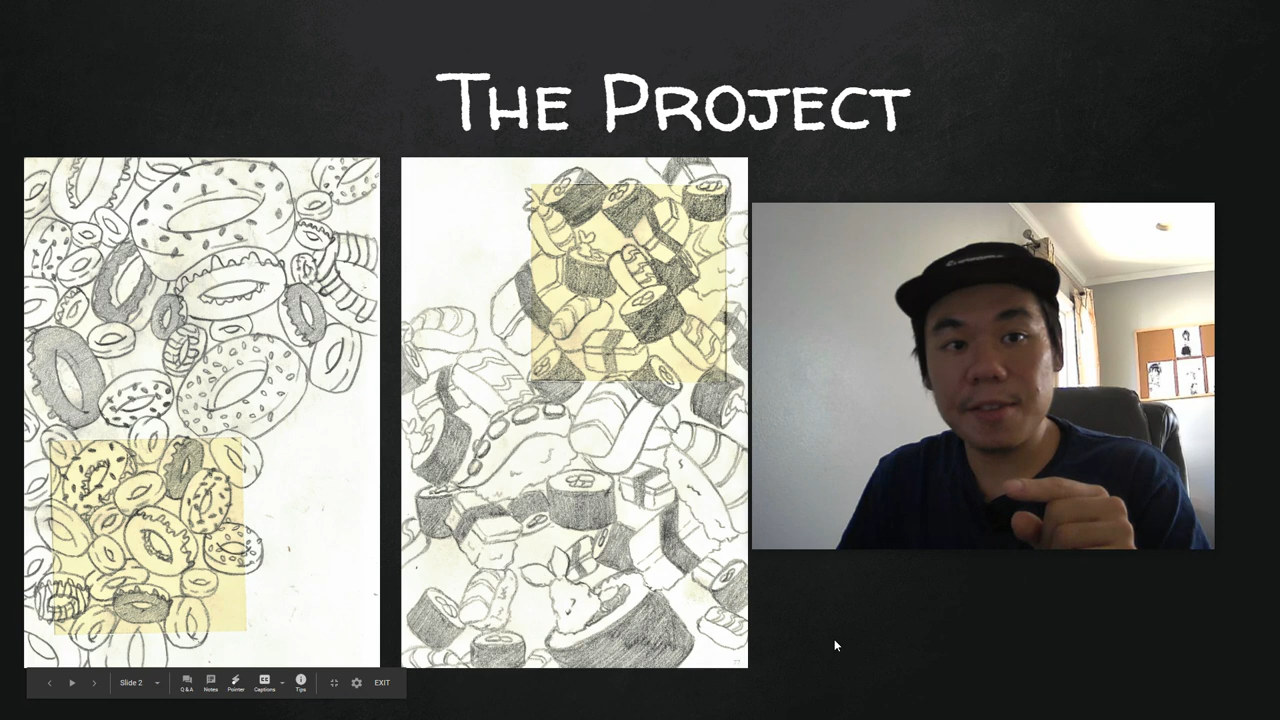 THE PROJECT
Slide 2
Q&A
Notes
Pointer
Captions
Tips
EXIT